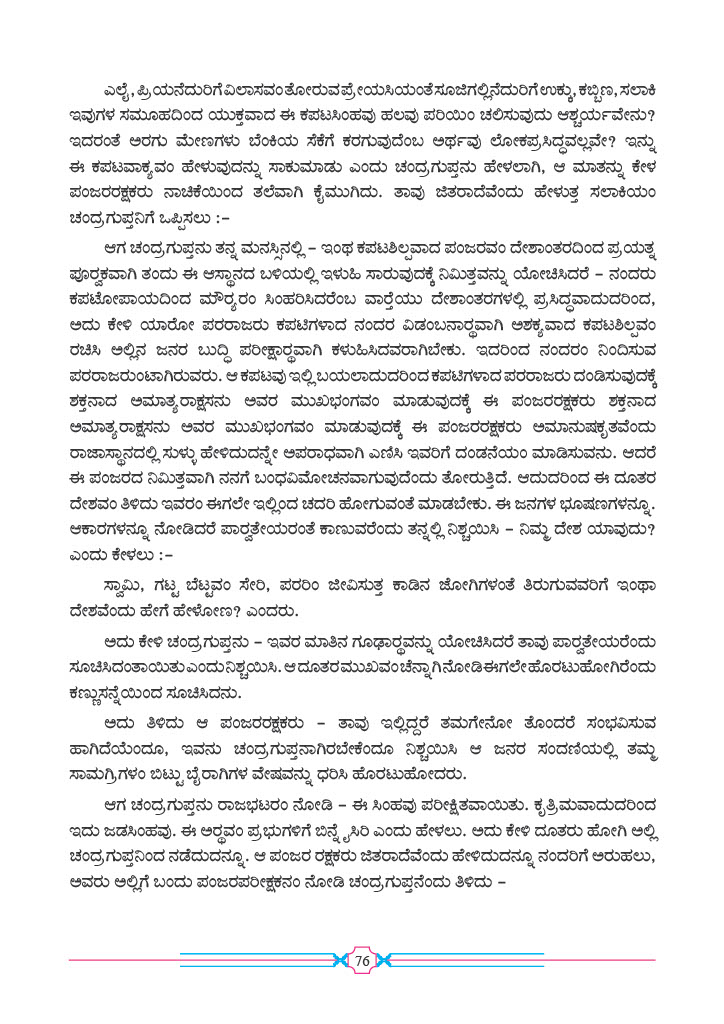 ಎಲೈ, ಪ್ರಿಯನೆದುರಿಗೆ ವಿಲಾಸವಂ ತೋರುವ ಪ್ರೇಯಸಿಯಂತೆ ಸೂಜಿಗಲ್ಲಿನೆದುರಿಗೆ ಉಕ್ಕು, ಕಬ್ಬಿಣ, ಸಲಾಕಿ
ಇವುಗಳ ಸಮೂಹದಿಂದ ಯುಕ್ತವಾದ ಈ ಕಪಟಸಿಂಹವು ಹಲವು ಪರಿಯಿಂ ಚಲಿಸುವುದು ಆಶ್ಚರ್ಯವೇನು?
ಇದರಂತೆ ಅರಗು ಮೇಣಗಳು ಬೆಂಕಿಯ ಸೆಕೆಗೆ ಕರಗುವುದೆಂಬ ಅರ್ಥವು ಲೋಕಪ್ರಸಿದ್ಧವಲ್ಲವೇ? ಇನ್ನು
ಈ ಕಪಟವಾಕ್ಯವಂ ಹೇಳುವುದನ್ನು ಸಾಕುಮಾಡು ಎಂದು ಚಂದ್ರಗುಪ್ತನು ಹೇಳಲಾಗಿ, ಆ ಮಾತನ್ನು ಕೇಳಿ
ಪಂಜರರಕ್ಷಕರು ನಾಚಿಕೆಯಿಂದ ತಲೆವಾಗಿ ಕೈಮುಗಿದು. ತಾವು ಜಿತರಾದೆವೆಂದು ಹೇಳುತ್ತ ಸಲಾಕಿಯಂ
ಚಂದ್ರಗುಪ್ತನಿಗೆ ಒಪ್ಪಿಸಲು :–
ಆಗ ಚಂದ್ರಗುಪ್ತನು ತನ್ನ ಮನಸ್ಸಿನಲ್ಲಿ – ಇಂಥ ಕಪಟಶಿಲ್ಪವಾದ ಪಂಜರವಂ ದೇಶಾಂತರದಿಂದ ಪ್ರಯತ್ನ
ಪೂರ‍್ವಕವಾಗಿ ತಂದು ಈ ಆಸ್ಥಾನದ ಬಳಿಯಲ್ಲಿ ಇಳುಹಿ ಸಾರುವುದಕ್ಕೆ ನಿಮಿತ್ತವನ್ನು ಯೋಚಿಸಿದರೆ – ನಂದರು
ಕಪಟೋಪಾಯದಿಂದ ಮೌರ‍್ಯರಂ ಸಿಂಹರಿಸಿದರೆಂಬ ವಾರ‍್ತೆಯು ದೇಶಾಂತರಗಳಲ್ಲಿ ಪ್ರಸಿದ್ಧವಾದುದರಿಂದ,
ಅದು ಕೇಳಿ ಯಾರೋ ಪರರಾಜರು ಕಪಟಿಗಳಾದ ನಂದರ ವಿಡಂಬನಾರ‍್ಥವಾಗಿ ಅಶಕ್ಯವಾದ ಕಪಟಶಿಲ್ಪವಂ
ರಚಿಸಿ ಅಲ್ಲಿನ ಜನರ ಬುದ್ಧಿ ಪರೀಕ್ಷಾರ‍್ಥವಾಗಿ ಕಳುಹಿಸಿದವರಾಗಿಬೇಕು. ಇದರಿಂದ ನಂದರಂ ನಿಂದಿಸುವ
ಪರರಾಜರುಂಟಾಗಿರುವರು. ಆ ಕಪಟವು ಇಲ್ಲಿ ಬಯಲಾದುದರಿಂದ ಕಪಟಿಗಳಾದ ಪರರಾಜರು ದಂಡಿಸುವುದಕ್ಕೆ
ಶಕ್ತನಾದ ಅಮಾತ್ಯರಾಕ್ಷಸನು ಅವರ ಮುಖಭಂಗವಂ ಮಾಡುವುದಕ್ಕೆ ಈ ಪಂಜರರಕ್ಷಕರು ಶಕ್ತನಾದ
ಅಮಾತ್ಯರಾಕ್ಷಸನು ಅವರ ಮುಖಭಂಗವಂ ಮಾಡುವುದಕ್ಕೆ ಈ ಪಂಜರರಕ್ಷಕರು ಅಮಾನುಷಕೃತವೆಂದು
ರಾಜಾಸ್ಥಾನದಲ್ಲಿ ಸುಳ್ಳು ಹೇಳಿದುದನ್ನೇ ಅಪರಾಧವಾಗಿ ಎಣಿಸಿ ಇವರಿಗೆ ದಂಡನೆಯಂ ಮಾಡಿಸುವನು. ಆದರೆ
ಈ ಪಂಜರದ ನಿಮಿತ್ತವಾಗಿ ನನಗೆ ಬಂಧವಿಮೋಚನವಾಗುವುದೆಂದು ತೋರುತ್ತಿದೆ. ಆದುದರಿಂದ ಈ ದೂತರ
ದೇಶವಂ ತಿಳಿದು ಇವರಂ ಈಗಲೇ ಇಲ್ಲಿಂದ ಚದರಿ ಹೋಗುವಂತೆ ಮಾಡಬೇಕು. ಈ ಜನಗಳ ಭೂಷಣಗಳನ್ನೂ.
ಆಕಾರಗಳನ್ನೂ ನೋಡಿದರೆ ಪಾರ‍್ವತೇಯರಂತೆ ಕಾಣುವರೆಂದು ತನ್ನಲ್ಲಿ ನಿಶ್ಚಯಿಸಿ – ನಿಮ್ಮ ದೇಶ ಯಾವುದು?
ಎಂದು ಕೇಳಲು :–
ಸ್ವಾಮಿ, ಗಟ್ಟ ಬೆಟ್ಟವಂ ಸೇರಿ, ಪರರಿಂ ಜೀವಿಸುತ್ತ ಕಾಡಿನ ಜೋಗಿಗಳಂತೆ ತಿರುಗುವವರಿಗೆ ಇಂಥಾ
ದೇಶವೆಂದು ಹೇಗೆ ಹೇಳೋಣ? ಎಂದರು.
ಅದು ಕೇಳಿ ಚಂದ್ರಗುಪ್ತನು – ಇವರ ಮಾತಿನ ಗೂಢಾರ‍್ಥವನ್ನು ಯೋಚಿಸಿದರೆ ತಾವು ಪಾರ‍್ವತೇಯರೆಂದು
ಸೂಚಿಸಿದಂತಾಯಿತು ಎಂದು ನಿಶ್ಚಯಿಸಿ. ಆ ದೂತರ ಮುಖವಂ ಚೆನ್ನಾಗಿ ನೋಡಿ ಈಗಲೇ ಹೊರಟುಹೋಗಿರೆಂದು
ಕಣ್ಣುಸನ್ನೆಯಿಂದ ಸೂಚಿಸಿದನು.
ಅದು ತಿಳಿದು ಆ ಪಂಜರರಕ್ಷಕರು – ತಾವು ಇಲ್ಲಿದ್ದರೆ ತಮಗೇನೋ ತೊಂದರೆ ಸಂಭವಿಸುವ
ಹಾಗಿದೆಯೆಂದೂ, ಇವನು ಚಂದ್ರಗುಪ್ತನಾಗಿರಬೇಕೆಂದೂ ನಿಶ್ಚಯಿಸಿ ಆ ಜನರ ಸಂದಣಿಯಲ್ಲಿ ತಮ್ಮ
ಸಾಮಗ್ರಿಗಳಂ ಬಿಟ್ಟು ಬೈರಾಗಿಗಳ ವೇಷವನ್ನು ಧರಿಸಿ ಹೊರಟುಹೋದರು.
ಆಗ ಚಂದ್ರಗುಪ್ತನು ರಾಜಭಟರಂ ನೋಡಿ – ಈ ಸಿಂಹವು ಪರೀಕ್ಷಿತವಾಯಿತು. ಕೃತ್ರಿಮವಾದುದರಿಂದ
ಇದು ಜಡಸಿಂಹವು. ಈ ಅರ‍್ಥವಂ ಪ್ರಭುಗಳಿಗೆ ಬಿನ್ನೈಸಿರಿ ಎಂದು ಹೇಳಲು. ಅದು ಕೇಳಿ ದೂತರು ಹೋಗಿ ಅಲ್ಲಿ
ಚಂದ್ರಗುಪ್ತನಿಂದ ನಡೆದುದನ್ನೂ. ಆ ಪಂಜರ ರಕ್ಷಕರು ಜಿತರಾದೆವೆಂದು ಹೇಳಿದುದನ್ನೂ ನಂದರಿಗೆ ಅರುಹಲು,
ಅವರು ಅಲ್ಲಿಗೆ ಬಂದು ಪಂಜರಪರೀಕ್ಷಕನಂ ನೋಡಿ ಚಂದ್ರಗುಪ್ತನೆಂದು ತಿಳಿದು –
76